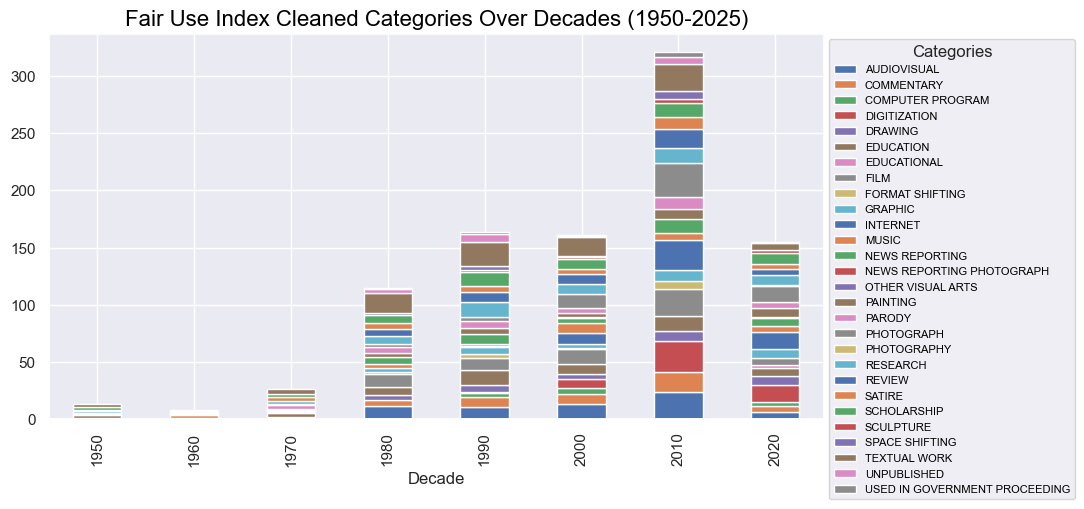 Fair Use Index Cleaned Categories Over Decades (1950-2025)
300
250
200
150
100
50
0
1950
1960
1970
1980
1990
2000
2010
2020
Decade
Categories
AUDIOVISUAL
COMMENTARY
COMPUTER PROGRAM
DIGITIZATION
DRAWING
EDUCATION
EDUCATIONAL
FILM
FORMAT SHIFTING
GRAPHIC
INTERNET
MUSIC
NEWS REPORTING
NEWS REPORTING PHOTOGRAPH
OTHER VISUAL ARTS
PAINTING
PARODY
PHOTOGRAPH
PHOTOGRAPHY
RESEARCH
REVIEW
SATIRE
SCHOLARSHIP
SCULPTURE
SPACE SHIFTING
TEXTUAL WORK
UNPUBLISHED
USED IN GOVERNMENT PROCEEDING